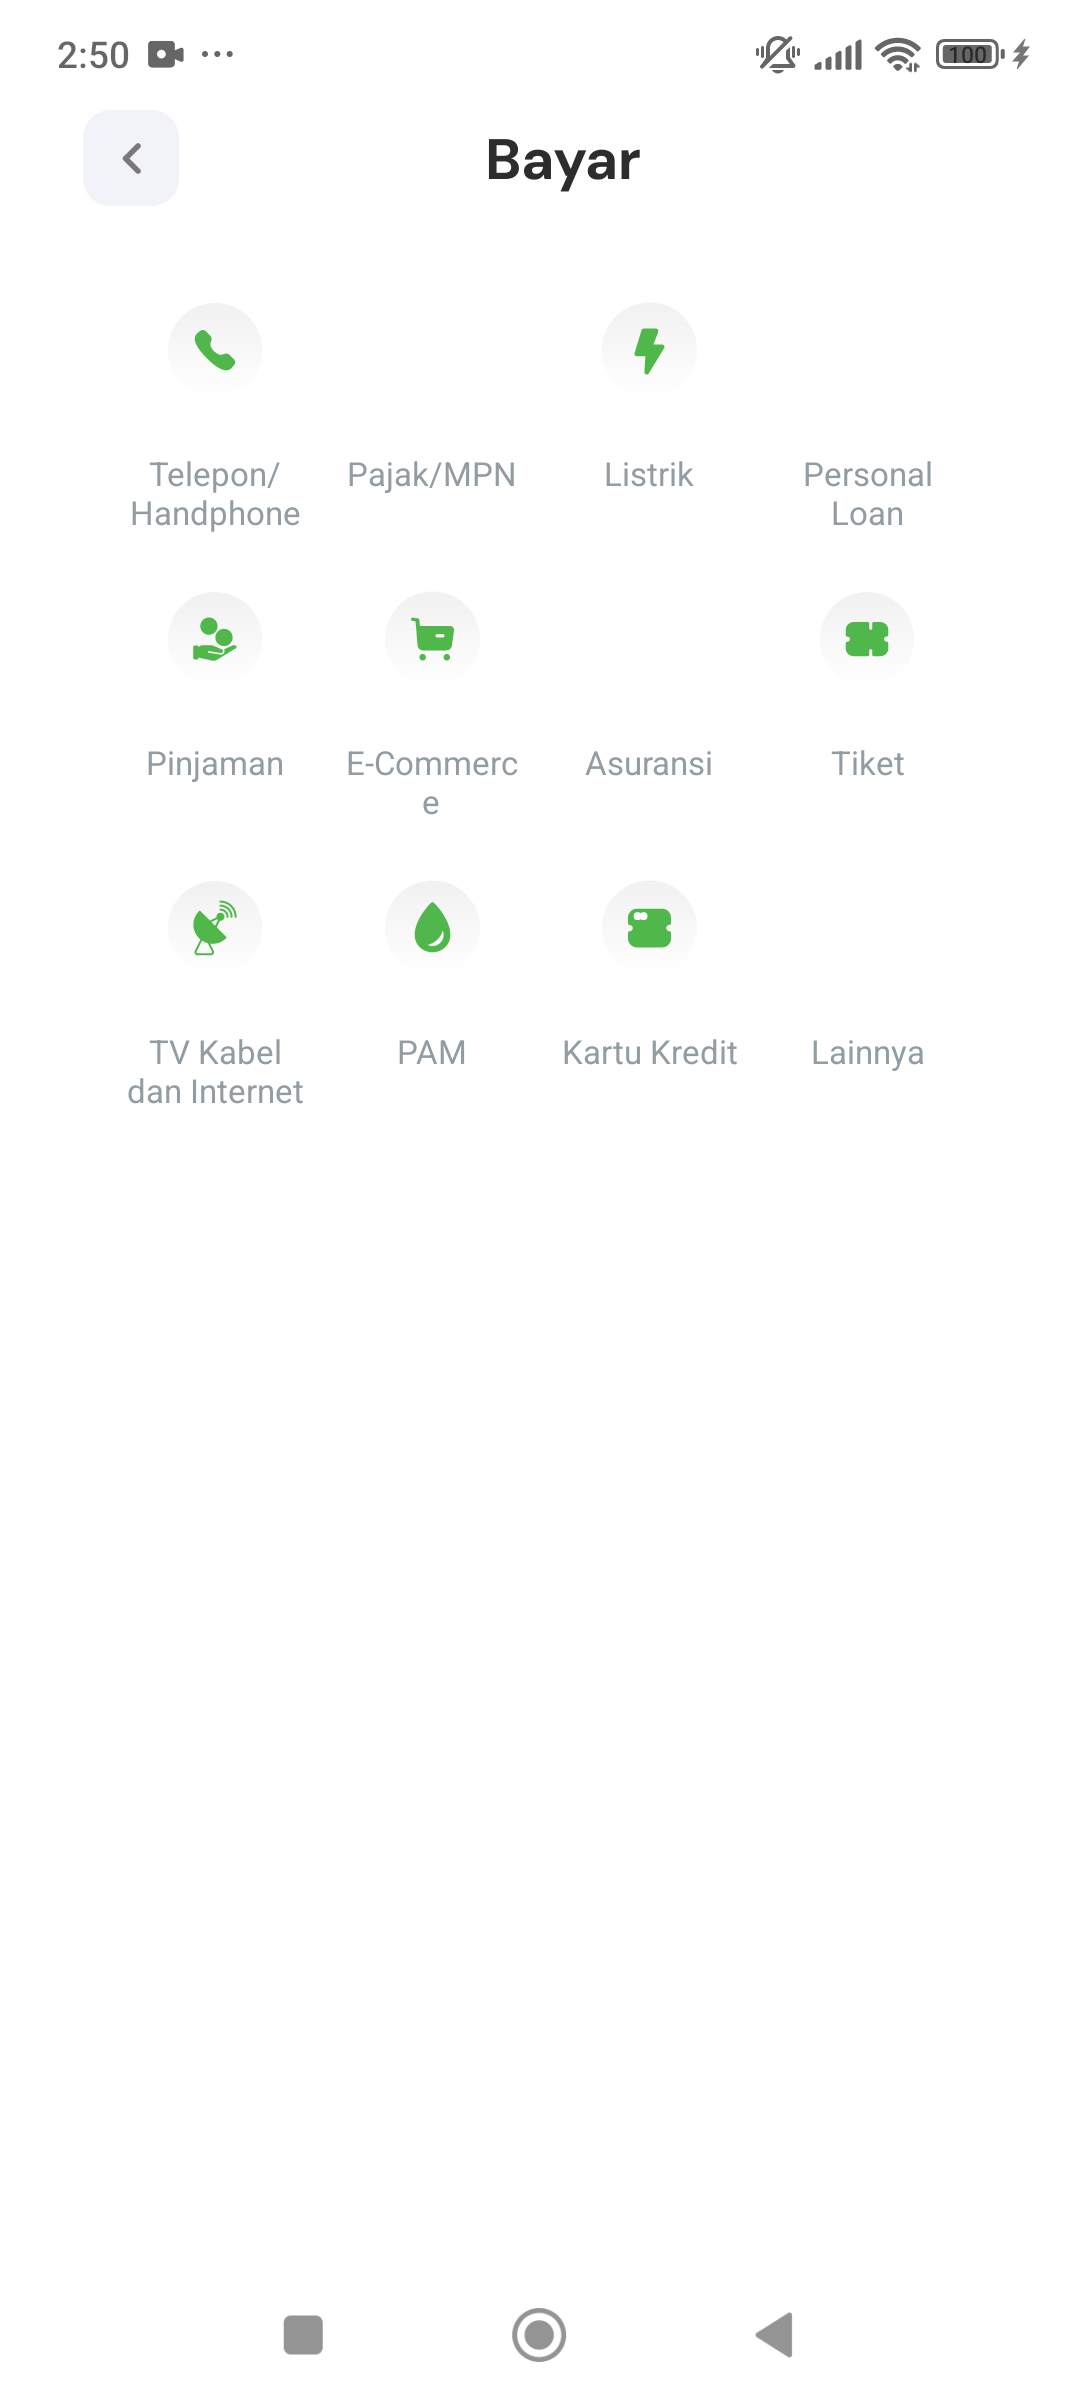 2:50
100
Bayar
Telepon/
Handphone
Pajak/MPN
Listrik
Personal
Loan
Pinjaman
E-Commerc
e
Asuransi
Tiket
TV Kabel
dan Internet
PAM
Kartu Kredit
Lainnya